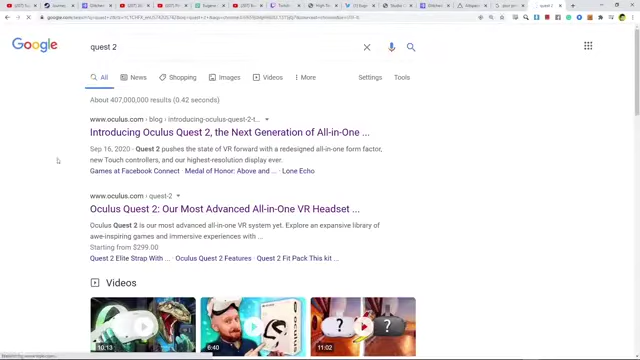 Google
quest 2
All News Shopping Images Videos More Settings Tools
About 407,000,000 results (0.42 seconds)
www.oculus.com › blog › introducing-oculus-quest-2-t...
Introducing Oculus Quest 2, the Next Generation of All-in-One ...
Sep 16, 2020 - Quest 2 pushes the state of VR forward with a redesigned all-in-one form factor,
new Touch controllers, and our highest-resolution display ever.
Games at Facebook Connect · Medal of Honor: Above and ... · Lone Echo
www.oculus.com › quest-2
Oculus Quest 2: Our Most Advanced All-in-One VR Headset ...
Oculus Quest 2 is our most advanced all-in-one VR system yet. Explore an expansive library of
awe-inspiring games and immersive experiences with ...
Starting from $299.00
Quest 2 Elite Strap With ... · Oculus Quest 2 Features · Quest 2 Fit Pack This kit ...
Videos
10:13 6:40 11:02